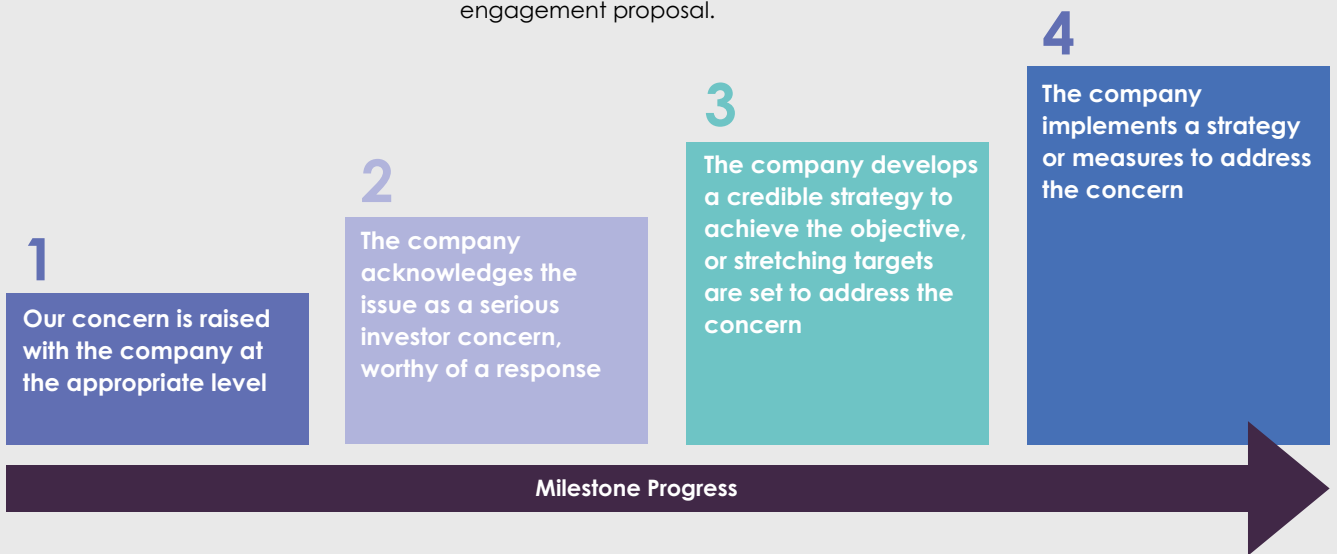 engagement proposal.
1
Our concern is raised
with the company at
the appropriate level
2
The company
acknowledges the
issue as a serious
investor concern,
worthy of a response
3
The company develops
a credible strategy to
achieve the objective,
or stretching targets
are set to address the
concern
4
The company
implements a strategy
or measures to address
the concern
Milestone Progress